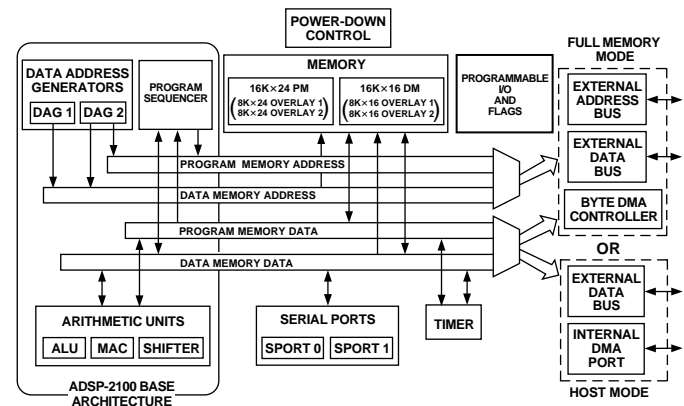 POWER-DOWN
CONTROL
FULL MEMORY
MODE
DATA ADDRESS
GENERATORS
DAG 1
DAG 2
PROGRAM
SEQUENCER
MEMORY
16K×24 PM
(8K×24 OVERLAY 1
8K×24 OVERLAY 2)
16K×16 DM
(8K×16 OVERLAY 1
8K×16 OVERLAY 2)
PROGRAMMABLE
I/O
AND
FLAGS
EXTERNAL
ADDRESS
BUS
EXTERNAL
DATA
BUS
BYTE DMA
CONTROLLER
PROGRAM MEMORY ADDRESS
DATA MEMORY ADDRESS
PROGRAM MEMORY DATA
DATA MEMORY DATA
OR
EXTERNAL
DATA
BUS
INTERNAL
DMA
PORT
HOST MODE
ARITHMETIC UNITS
ALU
MAC
SHIFTER
SERIAL PORTS
SPORT 0
SPORT 1
TIMER
ADSP-2100 BASE
ARCHITECTURE